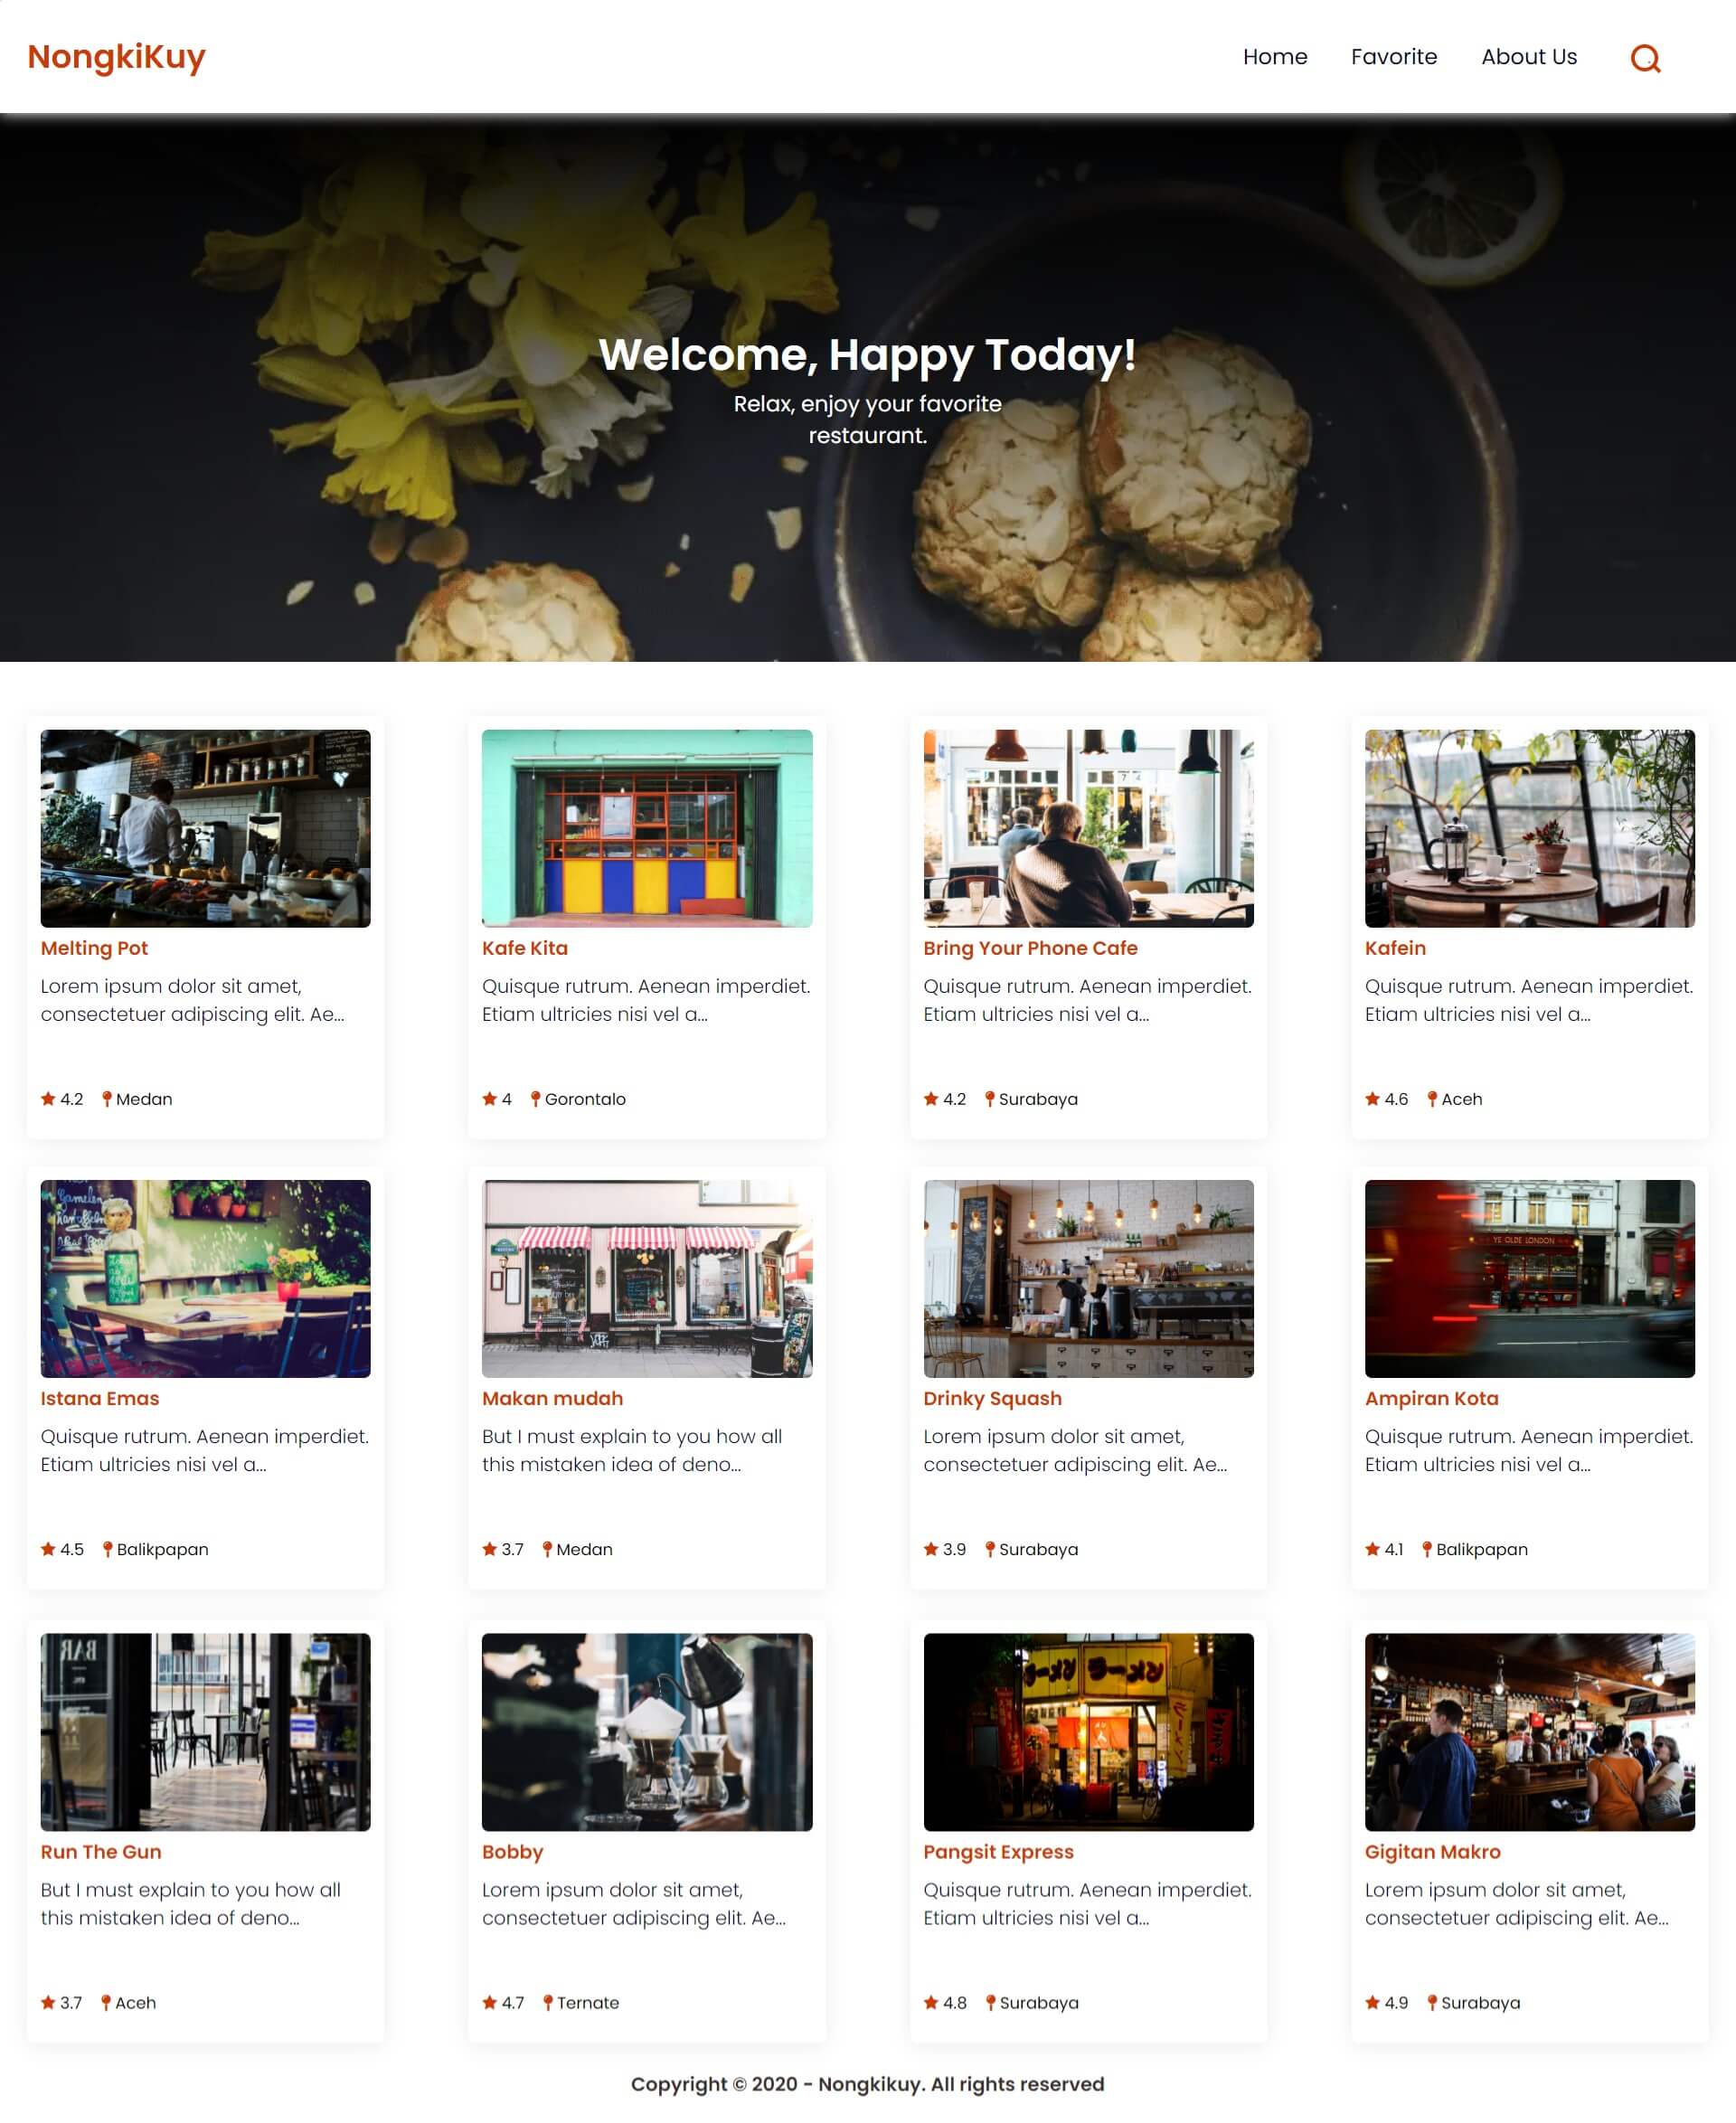 NongkiKuy
Home
Favorite
About Us
Welcome, Happy Today!
Relax, enjoy your favorite
restaurant.
Melting Pot
Lorem ipsum dolor sit amet,
consectetuer adipiscing elit. Ae...
4.2
Medan
Kafe Kita
Quisque rutrum. Aenean imperdiet.
Etiam ultricies nisi vel a...
4
Gorontalo
Bring Your Phone Cafe
Quisque rutrum. Aenean imperdiet.
Etiam ultricies nisi vel a...
4.2
Surabaya
Kafein
Quisque rutrum. Aenean imperdiet.
Etiam ultricies nisi vel a...
4.6
Aceh
Istana Emas
Quisque rutrum. Aenean imperdiet.
Etiam ultricies nisi vel a...
4.5
Balikpapan
Makan mudah
But I must explain to you how all
this mistaken idea of deno...
3.7
Medan
Drinky Squash
Lorem ipsum dolor sit amet,
consectetuer adipiscing elit. Ae...
3.9
Surabaya
YE OLDE LONDON
Ampiran Kota
Quisque rutrum. Aenean imperdiet.
Etiam ultricies nisi vel a...
4.1
Balikpapan
BAR
Run The Gun
But I must explain to you how all
this mistaken idea of deno...
3.7
Aceh
Bobby
Lorem ipsum dolor sit amet,
consectetuer adipiscing elit. Ae...
4.7
Ternate
Pangsit Express
Quisque rutrum. Aenean imperdiet.
Etiam ultricies nisi vel a...
4.8
Surabaya
Gigitan Makro
Lorem ipsum dolor sit amet,
consectetuer adipiscing elit. Ae...
4.9
Surabaya
Copyright © 2020 - Nongkikuy. All rights reserved